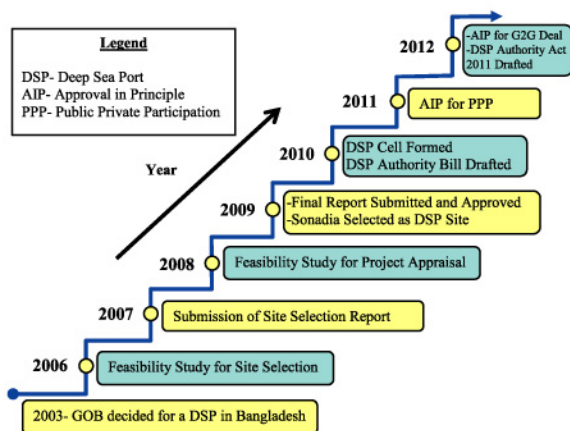 Legend
DSP- Deep Sea Port
AIP- Approval in Principle
PPP- Public Private Participation
Year
2012
-AIP for G2G Deal
-DSP Authority Act
2011 Drafted
2011
AIP for PPP
2010
DSP Cell Formed
DSP Authority Bill Drafted
2009
-Final Report Submitted and Approved
-Sonadia Selected as DSP Site
2008
Feasibility Study for Project Appraisal
2007
Submission of Site Selection Report
2006
Feasibility Study for Site Selection
2003- GOB decided for a DSP in Bangladesh